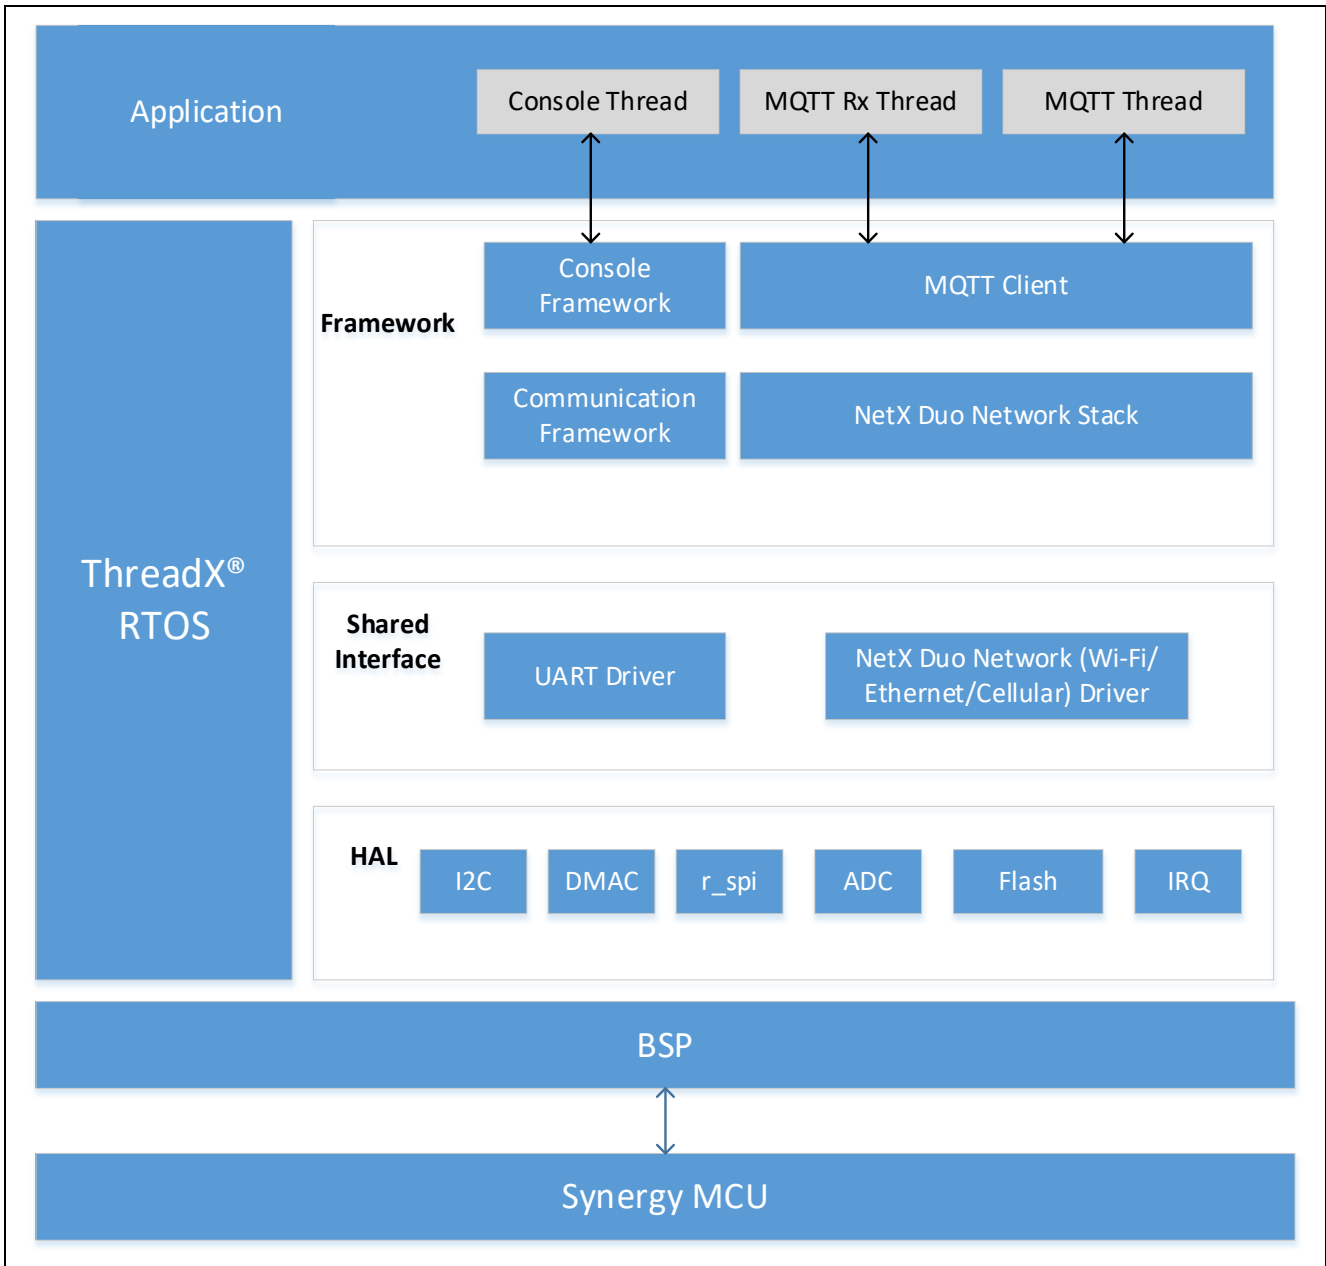 Application
Console Thread
MQTT Rx Thread
MQTT Thread
ThreadX®
RTOS
Framework
Console
Framework
MQTT Client
Communication
Framework
NetX Duo Network Stack
Shared
Interface
UART Driver
NetX Duo Network (Wi-Fi/
Ethernet/Cellular) Driver
HAL
I2C
DMAC
r_spi
ADC
Flash
IRQ
BSP
Synergy MCU